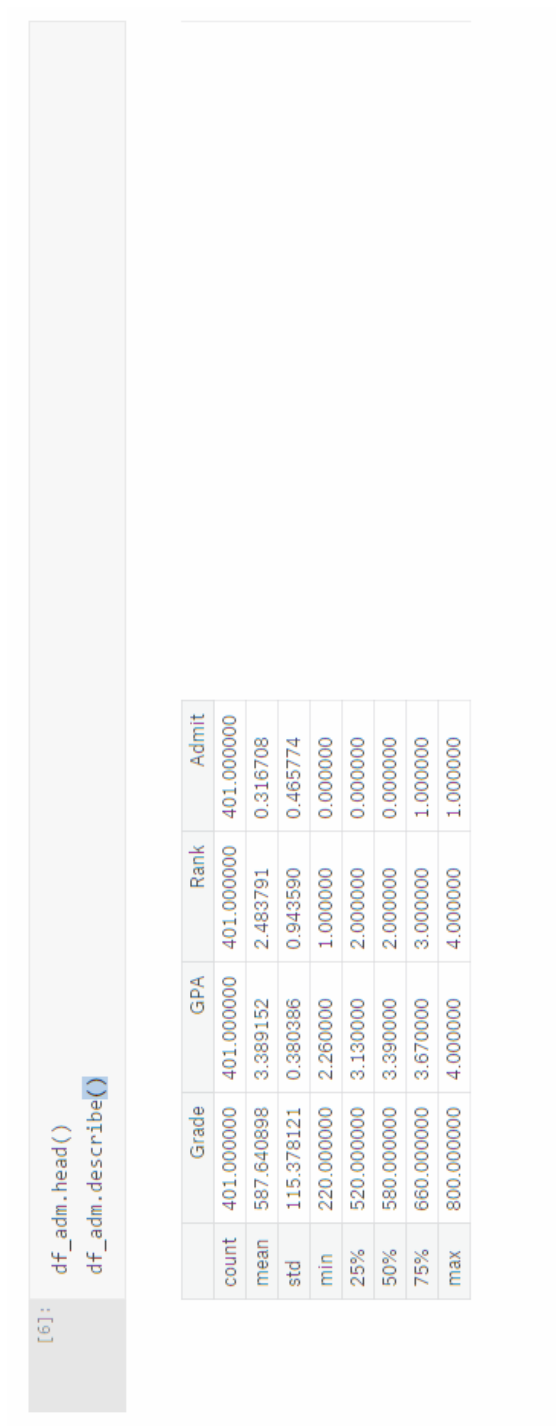 [6]:
df_adm.head()
df_adm.describe()
Grade GPA Rank Admit
count 401.000000 401.000000 401.000000 401.000000
mean 587.640898 3.389152 2.483791 0.316708
std 115.378121 0.380386 0.943590 0.465774
min 220.000000 2.260000 1.000000 0.000000
25% 520.000000 3.130000 2.000000 0.000000
50% 580.000000 3.390000 2.000000 0.000000
75% 660.000000 3.670000 3.000000 1.000000
max 800.000000 4.000000 4.000000 1.000000